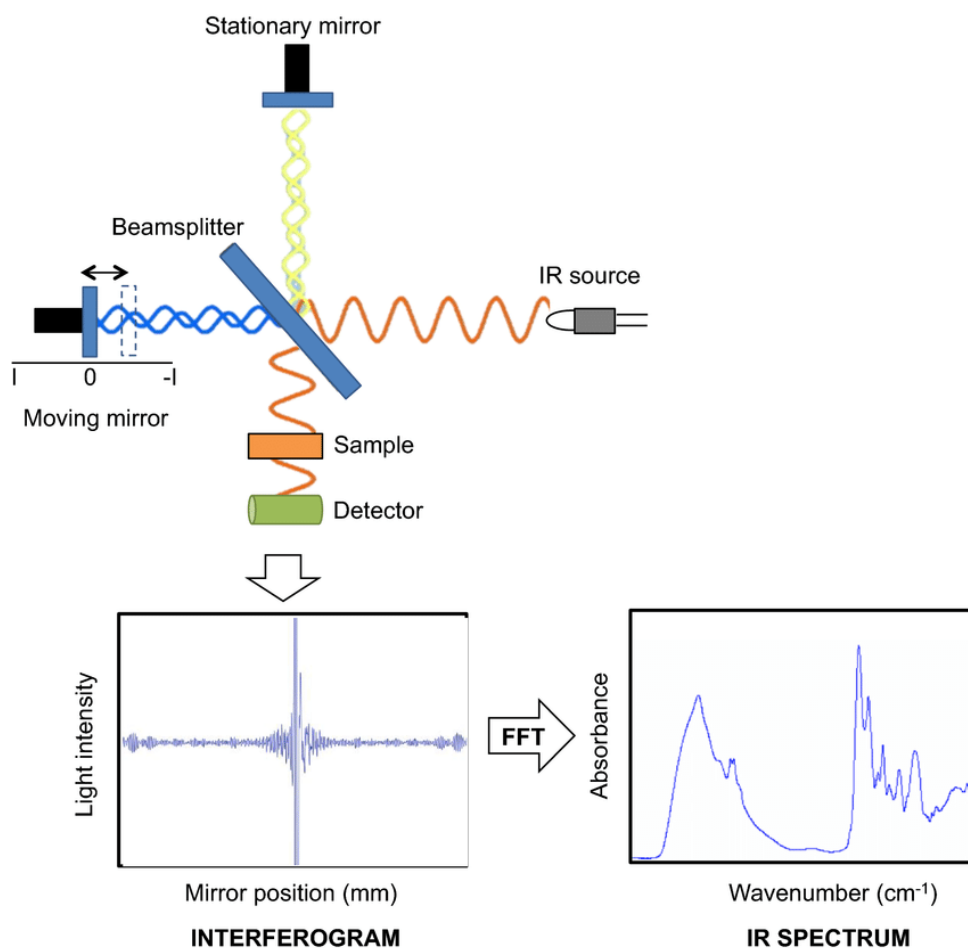 Stationary mirror
Beamsplitter
IR source
l 0 -l
Moving mirror
Sample
Detector
Light intensity
FFT
Absorbance
Mirror position (mm)
Wavenumber (cm⁻¹)
INTERFEROGRAM
IR SPECTRUM